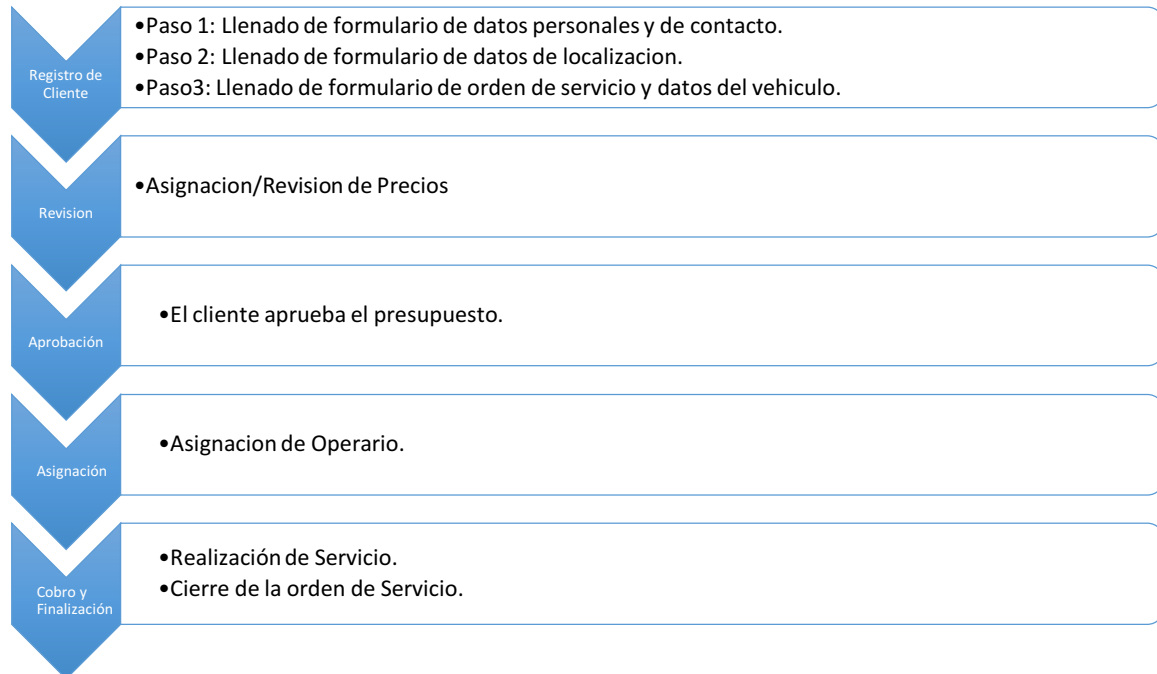 Registro de
Cliente
•Paso 1: Llenado de formulario de datos personales y de contacto.
•Paso 2: Llenado de formulario de datos de localizacion.
•Paso3: Llenado de formulario de orden de servicio y datos del vehiculo.
Revision
•Asignacion/Revision de Precios
Aprobación
•El cliente aprueba el presupuesto.
Asignación
•Asignacion de Operario.
Cobro y
Finalización
•Realización de Servicio.
•Cierre de la orden de Servicio.